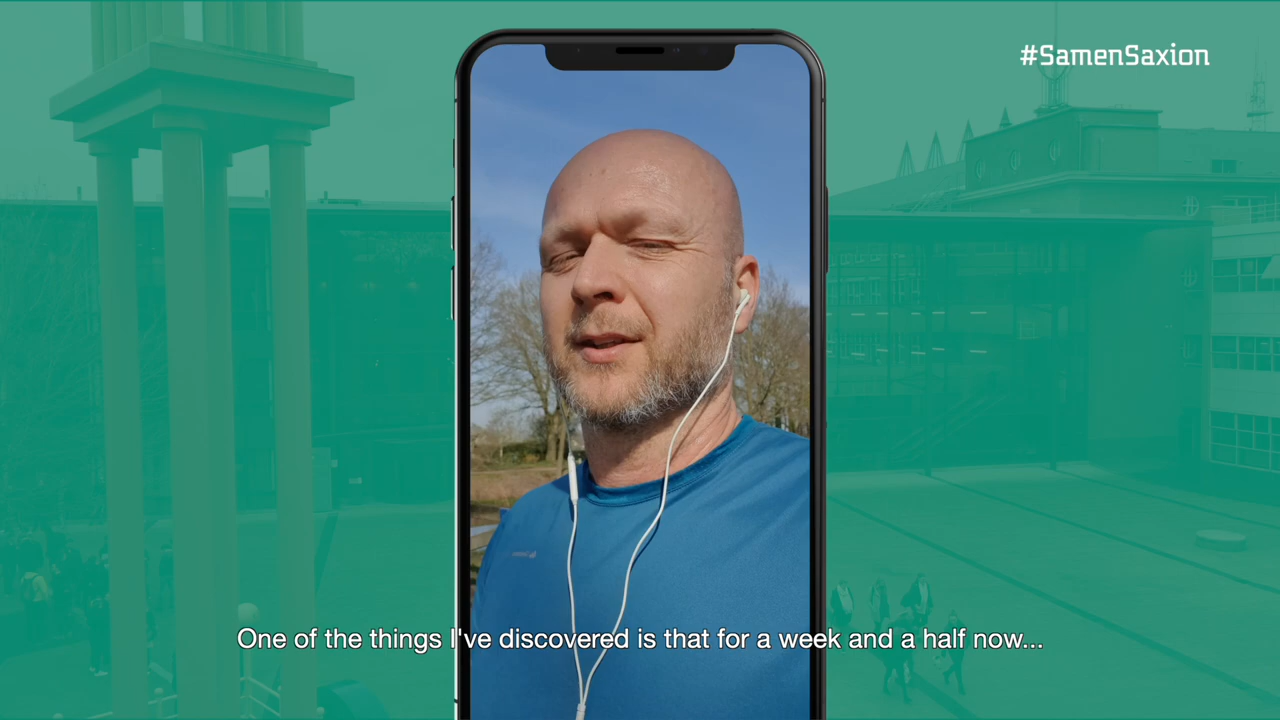 #SamenSaxion
One of the things I've discovered is that for a week and a half now...